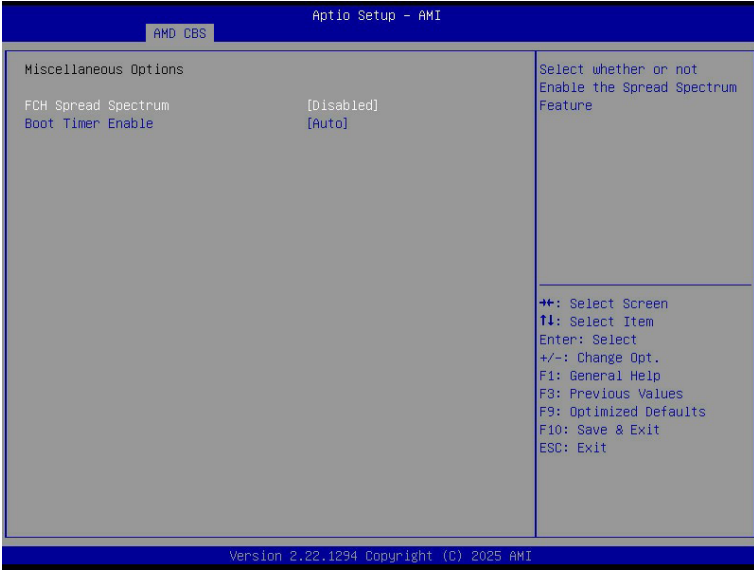 Aptio Setup – AMI
AMD CBS
Miscellaneous Options
FCH Spread Spectrum [Disabled]
Boot Timer Enable [Auto]
Select whether or not
Enable the Spread Spectrum
Feature
→←: Select Screen
↑↓: Select Item
Enter: Select
+/-: Change Opt.
F1: General Help
F3: Previous Values
F9: Optimized Defaults
F10: Save & Exit
ESC: Exit
Version 2.22.1294 Copyright (C) 2025 AMI